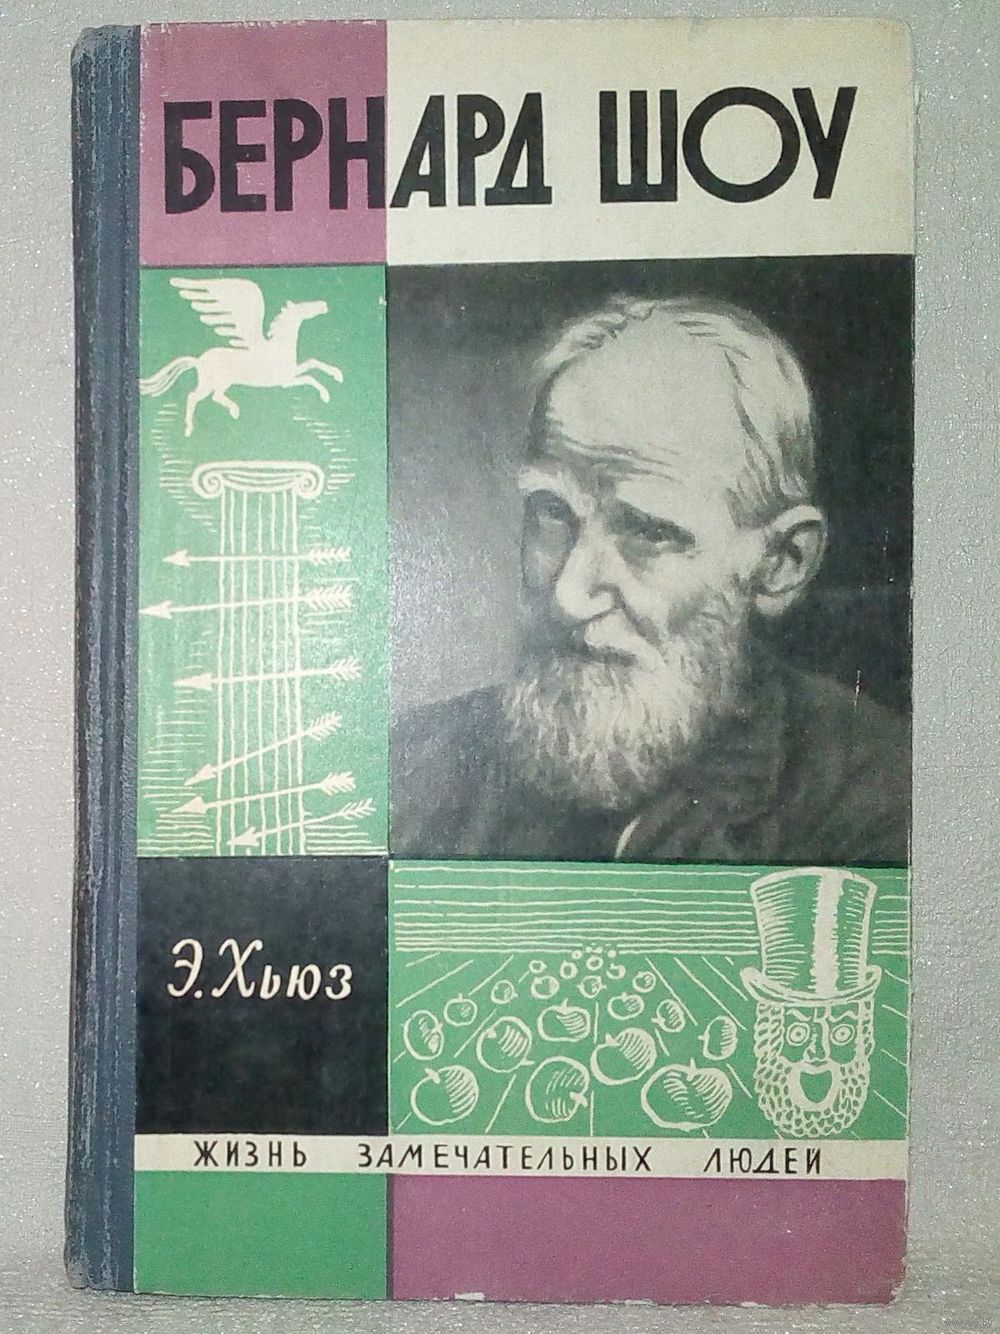 БЕРНАРД ШОУ
Э. Хьюз
ЖИЗНЬ ЗАМЕЧАТЕЛЬНЫХ ЛЮДЕЙ